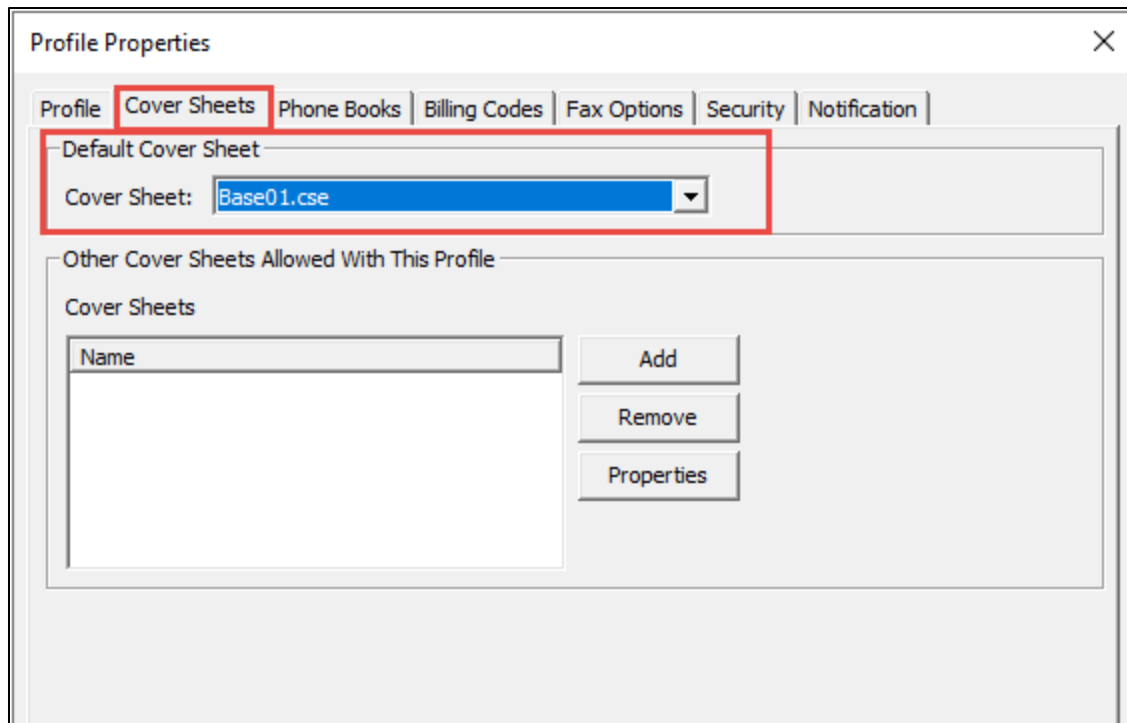 Profile Properties
Profile Cover Sheets Phone Books Billing Codes Fax Options Security Notification
Default Cover Sheet
Cover Sheet: Base01.cse
Other Cover Sheets Allowed With This Profile
Cover Sheets
Name
Add
Remove
Properties